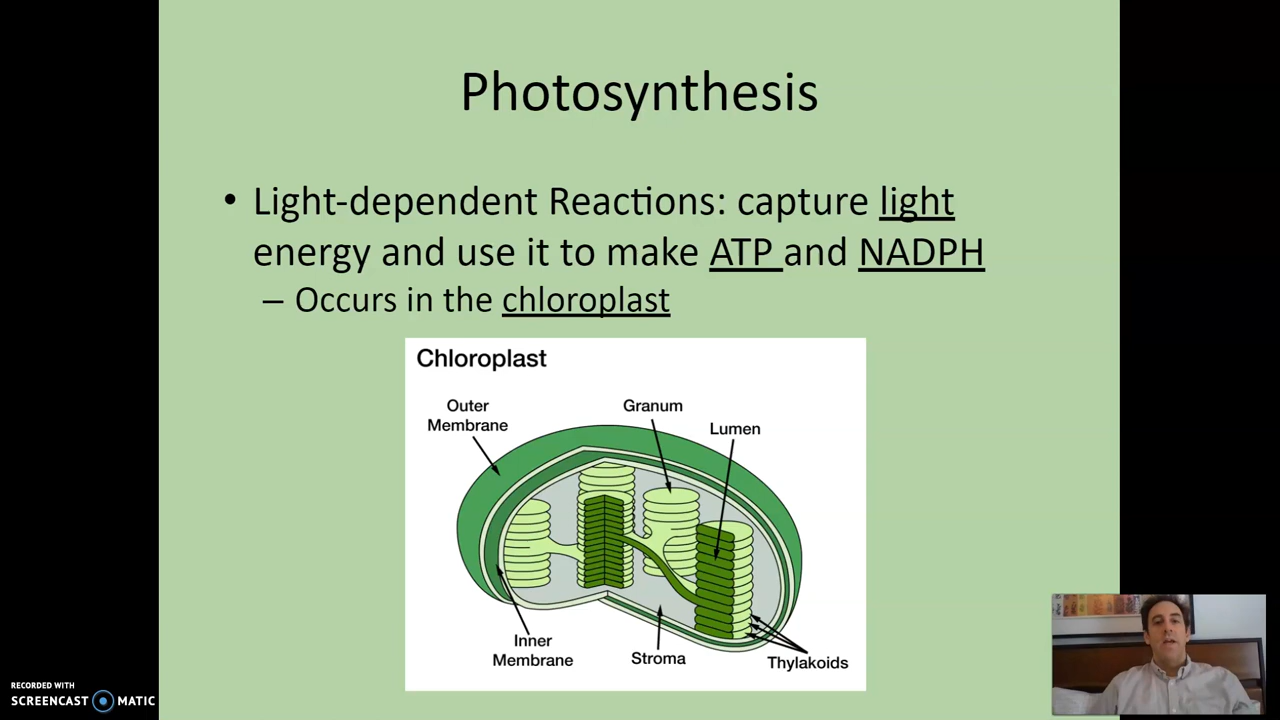 Photosynthesis
• Light-dependent Reactions: capture light
energy and use it to make ATP and NADPH
– Occurs in the chloroplast
Chloroplast
Outer
Membrane
Granum
Lumen
Inner
Membrane
Stroma
Thylakoids
RECORDED WITH
SCREENCAST MATIC